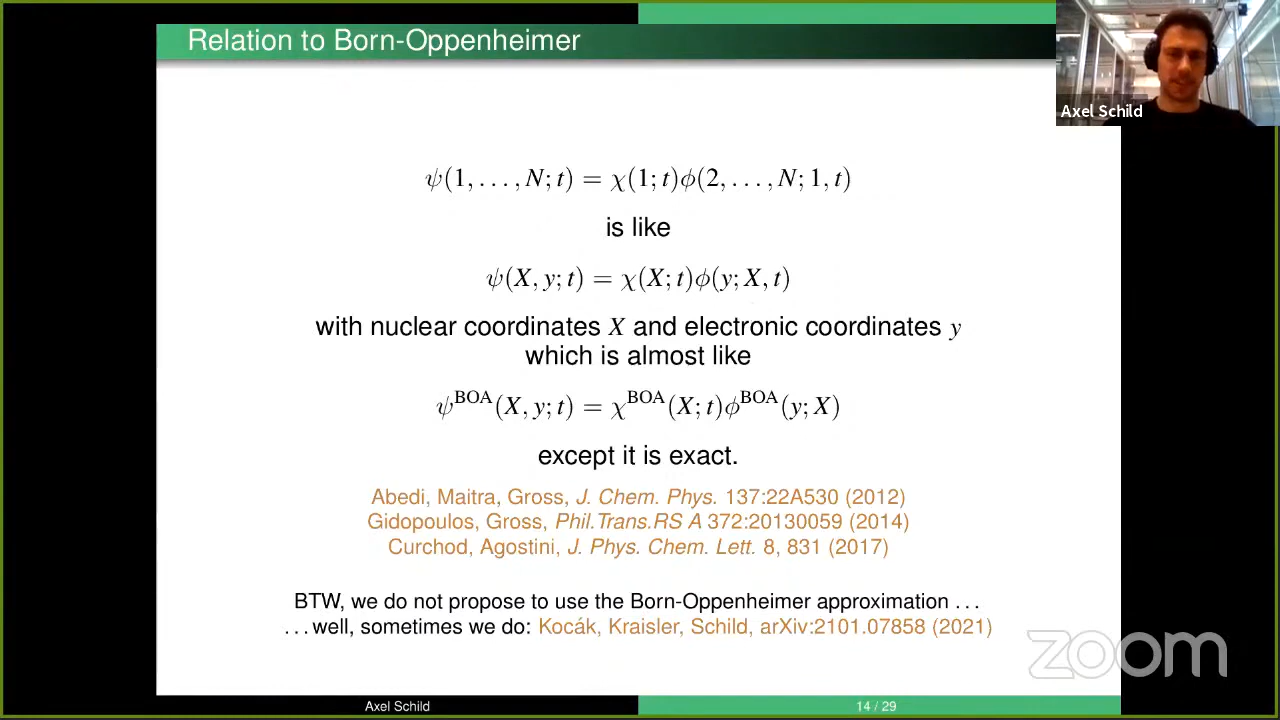 Relation to Born-Oppenheimer
Axel Schild
ψ(1, . . . , N; t) = χ(1; t)ϕ(2, . . . , N; 1, t)
is like
ψ(X, y; t) = χ(X; t)ϕ(y; X, t)
with nuclear coordinates X and electronic coordinates y
which is almost like
ψ^BOA(X, y; t) = χ^BOA(X; t)ϕ^BOA(y; X)
except it is exact.
Abedi, Maitra, Gross, J. Chem. Phys. 137:22A530 (2012)
Gidopoulos, Gross, Phil.Trans.RS A 372:20130059 (2014)
Curchod, Agostini, J. Phys. Chem. Lett. 8, 831 (2017)
BTW, we do not propose to use the Born-Oppenheimer approximation . . .
. . . well, sometimes we do: Kocák, Kraisler, Schild, arXiv:2101.07858 (2021)
zoom
Axel Schild
14 / 29